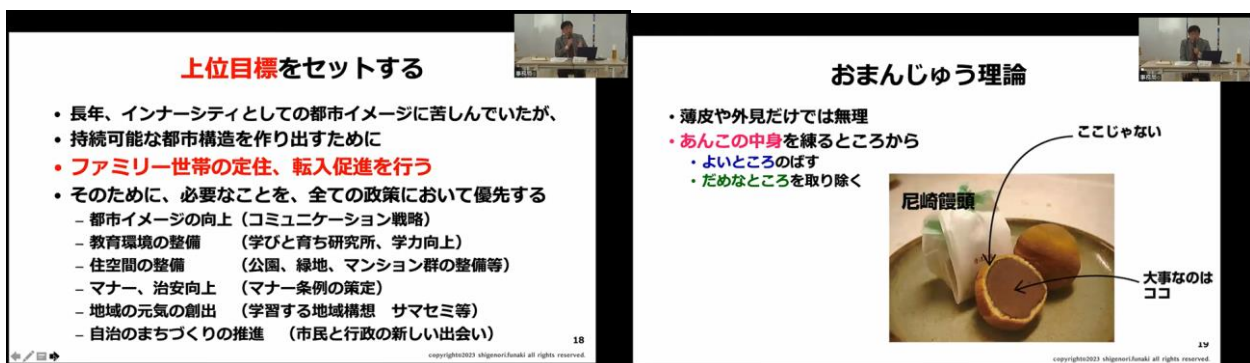 上位目標をセットする
• 長年、インナーシティとしての都市イメージに苦しんでいたが、
• 持続可能な都市構造を作り出すために
• ファミリー世帯の定住、転入促進を行う
• そのために、必要なことを、全ての政策において優先する
– 都市イメージの向上（コミュニケーション戦略）
– 教育環境の整備　（学びと育ち研究所、学力向上）
– 住空間の整備　（公園、緑地、マンション群の整備等）
– マナー、治安向上　（マナー条例の策定）
– 地域の元気の創出　（学習する地域構想　サマセミ等）
– 自治のまちづくりの推進　（市民と行政の新しい出会い）
18
copyrights2023 shigenori.funaki all rights reserved.
おまんじゅう理論
・薄皮や外見だけでは無理
・あんこの中身を練るところから
・よいところのばす
・だめなところを取り除く
ここじゃない
尼崎饅頭
大事なのは
ココ
19
copyrights2023 shigenori.funaki all rights reserved.